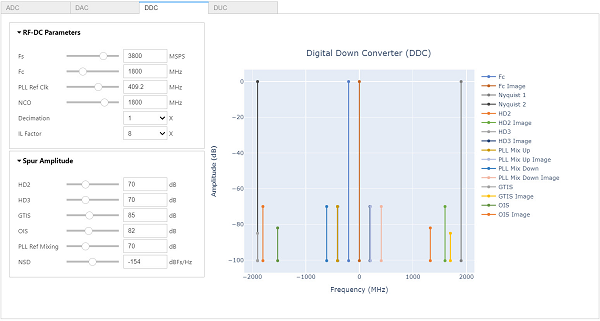 ADC DAC DDC DUC
▾ RF-DC Parameters
Fs 3800 MSPS
Fc 1800 MHz
PLL Ref Clk 409.2 MHz
NCO 1800 MHz
Decimation 1 X
IL Factor 8 X
▾ Spur Amplitude
HD2 70 dB
HD3 70 dB
GTIS 85 dB
OIS 82 dB
PLL Ref Mixing 70 dB
NSD -154 dBFs/Hz
Digital Down Converter (DDC)
Amplitude (dB)
0
−20
−40
−60
−80
−100
−2000 −1000 0 1000 2000
Frequency (MHz)
Fc
Fc Image
Nyquist 1
Nyquist 2
HD2
HD2 Image
HD3
HD3 Image
PLL Mix Up
PLL Mix Up Image
PLL Mix Down
PLL Mix Down Image
GTIS
GTIS Image
OIS
OIS Image